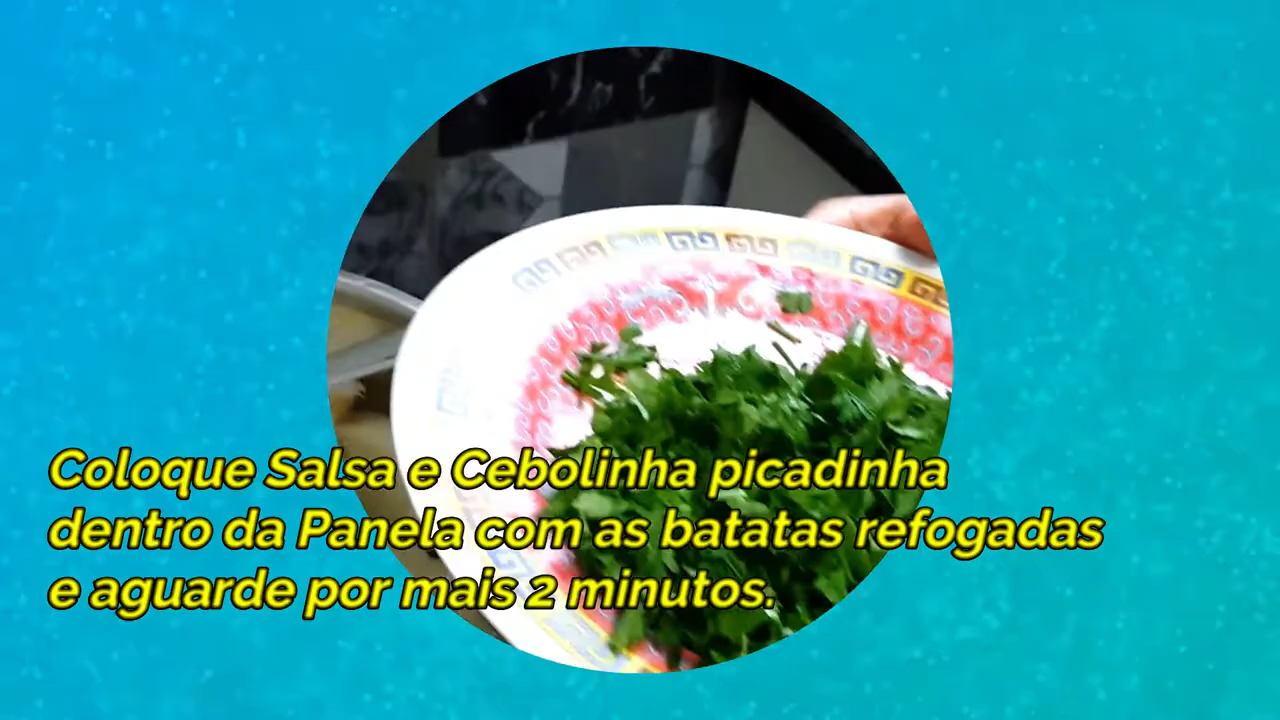 Coloque Salsa e Cebolinha picadinha
dentro da Panela com as batatas refogadas
e aguarde por mais 2 minutos.